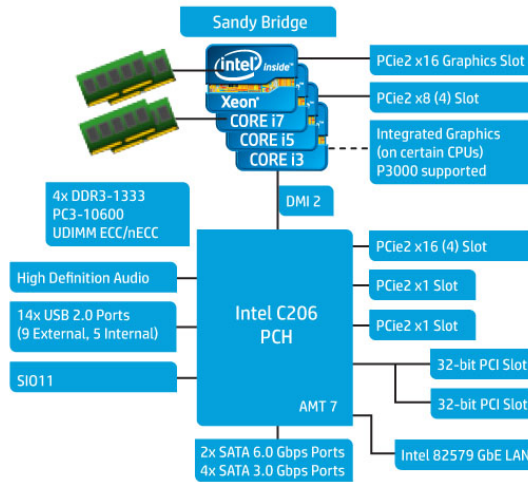 Sandy Bridge
intel inside™
Xeon®
CORE i7
CORE i5
CORE i3
PCIe2 x16 Graphics Slot
PCIe2 x8 (4) Slot
Integrated Graphics
(on certain CPUs)
P3000 supported
4x DDR3-1333
PC3-10600
UDIMM ECC/nECC
DMI 2
High Definition Audio
14x USB 2.0 Ports
(9 External, 5 Internal)
SIO11
Intel C206
PCH
AMT 7
PCIe2 x16 (4) Slot
PCIe2 x1 Slot
PCIe2 x1 Slot
32-bit PCI Slot
32-bit PCI Slot
Intel 82579 GbE LAN
2x SATA 6.0 Gbps Ports
4x SATA 3.0 Gbps Ports